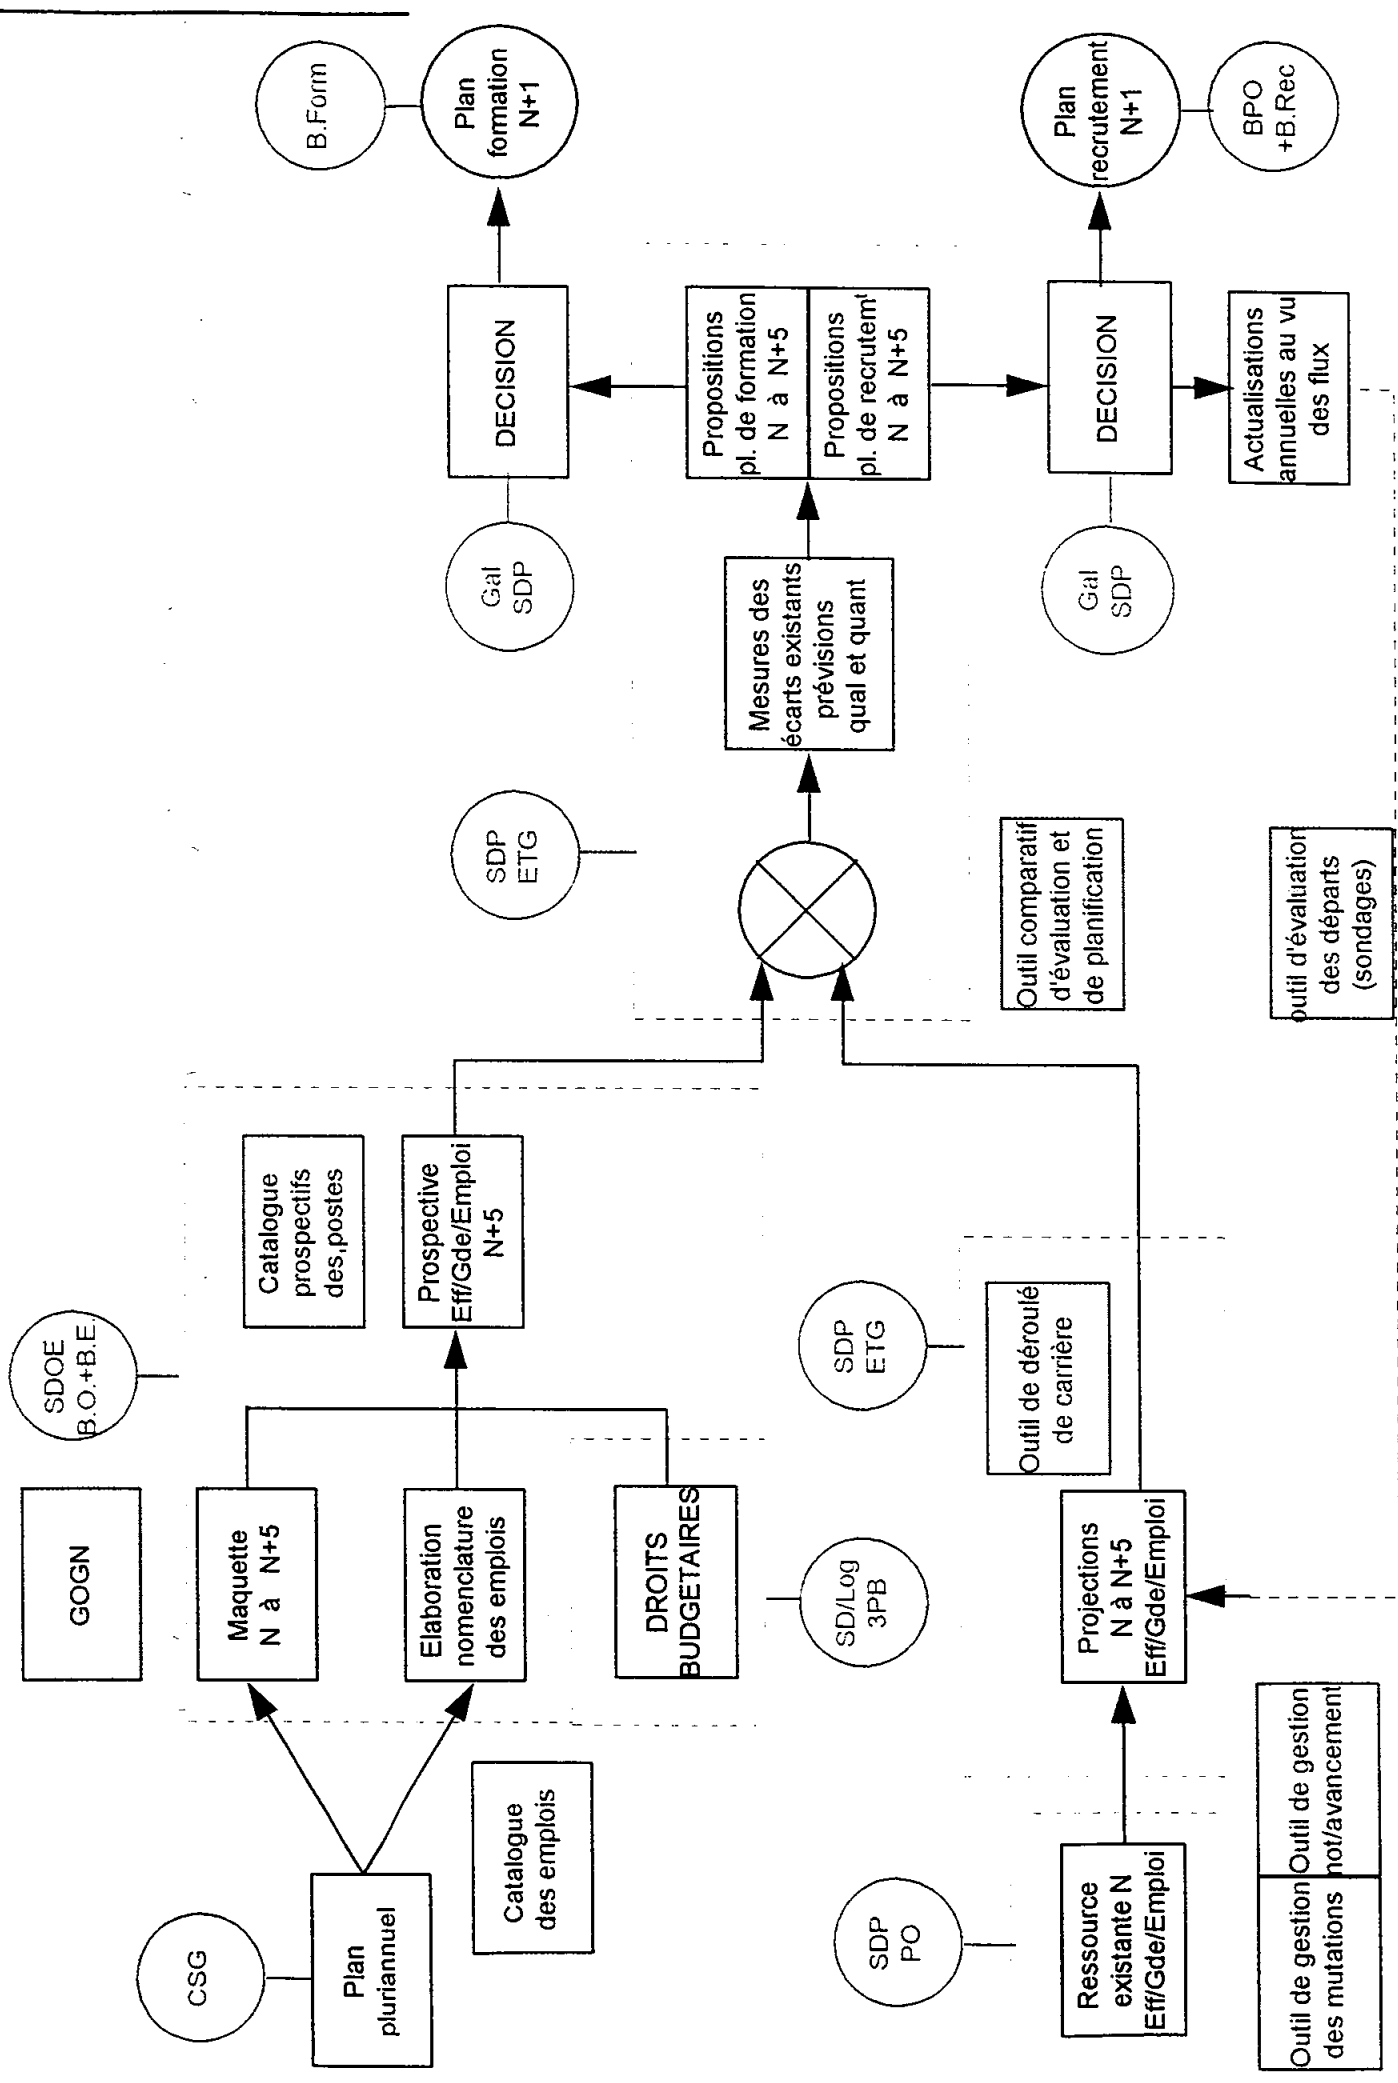 CSG
Plan
pluriannuel
Catalogue
des emplois
GOGN
SDOE
B.O.+B.E.
Maquette
N à N+5
Elaboration
nomenclature
des emplois
DROITS
BUDGETAIRES
SD/Log
3PB
Catalogue
prospectifs
des,postes
Prospective
Eff/Gde/Emploi
N+5
SDP
PO
Ressource
existante N
Eff/Gde/Emploi
Outil de gestion
des mutations
Outil de gestion
not/avancement
Projections
N à N+5
Eff/Gde/Emploi
SDP
ETG
Outil de déroulé
de carrière
SDP
ETG
Outil comparatif
d'évaluation et
de planification
outil d'évaluation
des départs
(sondages)
Mesures des
écarts existants
prévisions
qual et quant
Propositions
pl. de formation
N à N+5
Propositions
pl. de recrutemt
N à N+5
Gal
SDP
DECISION
B.Form
Plan
formation
N+1
Gal
SDP
DECISION
Plan
recrutement
N+1
BPO
+B.Rec
Actualisations
annuelles au vu
des flux